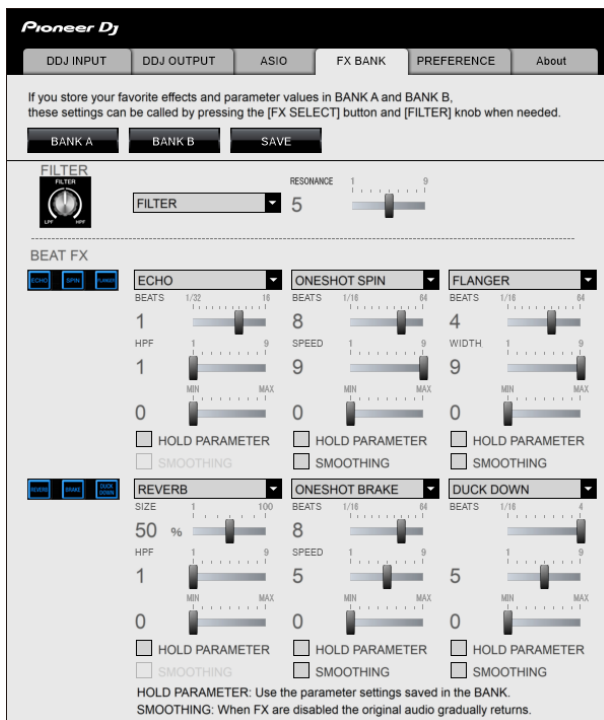 Pioneer Dj
DDJ INPUT DDJ OUTPUT ASIO FX BANK PREFERENCE About
If you store your favorite effects and parameter values in BANK A and BANK B,
these settings can be called by pressing the [FX SELECT] button and [FILTER] knob when needed.
BANK A BANK B SAVE
FILTER
FILTER
LPF HPF
FILTER
RESONANCE 1 9
5
BEAT FX
ECHO SPIN FLANGER
ECHO ONESHOT SPIN FLANGER
BEATS 1/32 16 BEATS 1/16 64 BEATS 1/16 64
1 8 4
HPF 1 9 SPEED 1 9 WIDTH 1 9
1 9 9
MIN MAX MIN MAX MIN MAX
0 0 0
HOLD PARAMETER HOLD PARAMETER HOLD PARAMETER
SMOOTHING SMOOTHING SMOOTHING
REVERB BRAKE DUCK DOWN
REVERB ONESHOT BRAKE DUCK DOWN
SIZE 1 100 BEATS 1/16 64 BEATS 1/16 4
50 % 8
HPF 1 9 SPEED 1 9 1 9
1 5 5
MIN MAX MIN MAX MIN MAX
0 0 0
HOLD PARAMETER HOLD PARAMETER HOLD PARAMETER
SMOOTHING SMOOTHING SMOOTHING
HOLD PARAMETER: Use the parameter settings saved in the BANK.
SMOOTHING: When FX are disabled the original audio gradually returns.